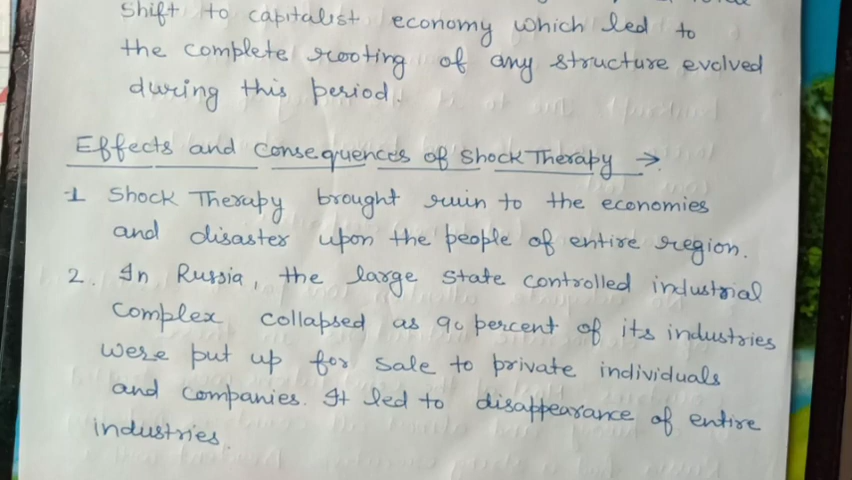 shift to capitalist economy which led to
the complete rooting of any structure evolved
during this period.
Effects and Consequences of Shock Therapy →
1 Shock Therapy brought ruin to the economies
and disaster upon the people of entire region.
2. In Russia, the large state controlled industrial
complex collapsed as 90 percent of its industries
were put up for sale to private individuals
and companies. It led to disappearance of entire
industries.